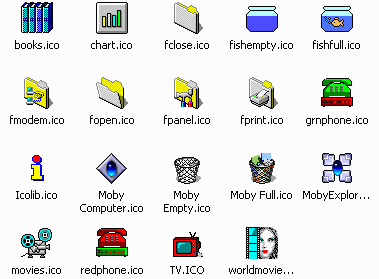 books.ico chart.ico fclose.ico fishempty.ico fishfull.ico
fmodem.ico fopen.ico fpanel.ico fprint.ico grnphone.ico
Icolib.ico Moby Computer.ico Moby Empty.ico Moby Full.ico MobyExplor...
movies.ico redphone.ico TV.ICO worldmovie...